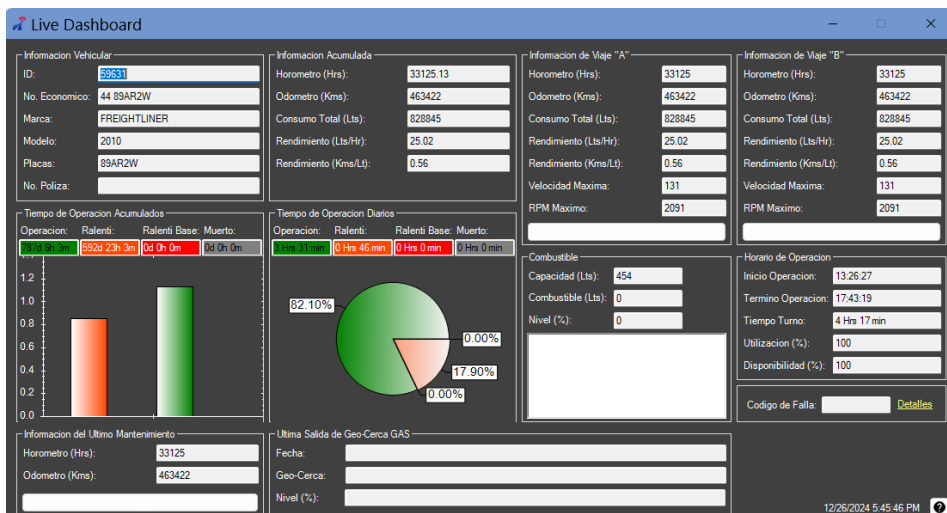 Live Dashboard
Infomacion Vehicular
ID: 59631
No. Economico: 44 89AR2W
Marca: FREIGHTLINER
Modelo: 2010
Placas: 89AR2W
No. Poliza:
Infomacion Acumulada
Horometro (Hrs): 33125.13
Odometro (Kms): 463422
Consumo Total (Lts): 828845
Rendimiento (Lts/Hr): 25.02
Rendimiento (Kms/Lt): 0.56
Infomacion de Viaje "A"
Horometro (Hrs): 33125
Odometro (Kms): 463422
Consumo Total (Lts): 828845
Rendimiento (Lts/Hr): 25.02
Rendimiento (Kms/Lt): 0.56
Velocidad Maxima: 131
RPM Maximo: 2091
Infomacion de Viaje "B"
Horometro (Hrs): 33125
Odometro (Kms): 463422
Consumo Total (Lts): 828845
Rendimiento (Lts/Hr): 25.02
Rendimiento (Kms/Lt): 0.56
Velocidad Maxima: 131
RPM Maximo: 2091
Tiempo de Operacion Acumulados
Operacion: Ralenti: Ralenti Base: Muerto:
787d 6h 3m 592d 23h 3m 0d 0h 0m 0d 0h 0m
1.2
1.0
0.8
0.6
0.4
0.2
0.0
Tiempo de Operacion Diarios
Operacion: Ralenti: Ralenti Base: Muerto:
3 Hrs 31 min 0 Hrs 46 min 0 Hrs 0 min 0 Hrs 0 min
82.10%
0.00%
17.90%
0.00%
Combustible
Capacidad (Lts): 454
Combustible (Lts): 0
Nivel (%): 0
Horario de Operacion
Inicio Operacion: 13:26:27
Termino Operacion: 17:43:19
Tiempo Turno: 4 Hrs 17 min
Utilizacion (%): 100
Disponibilidad (%): 100
Codigo de Falla: Detalles
Infomacion del Ultimo Mantenimiento
Horometro (Hrs): 33125
Odometro (Kms): 463422
Ultima Salida de Geo-Cerca GAS
Fecha:
Geo-Cerca:
Nivel (%):
12/26/2024 5:45:46 PM